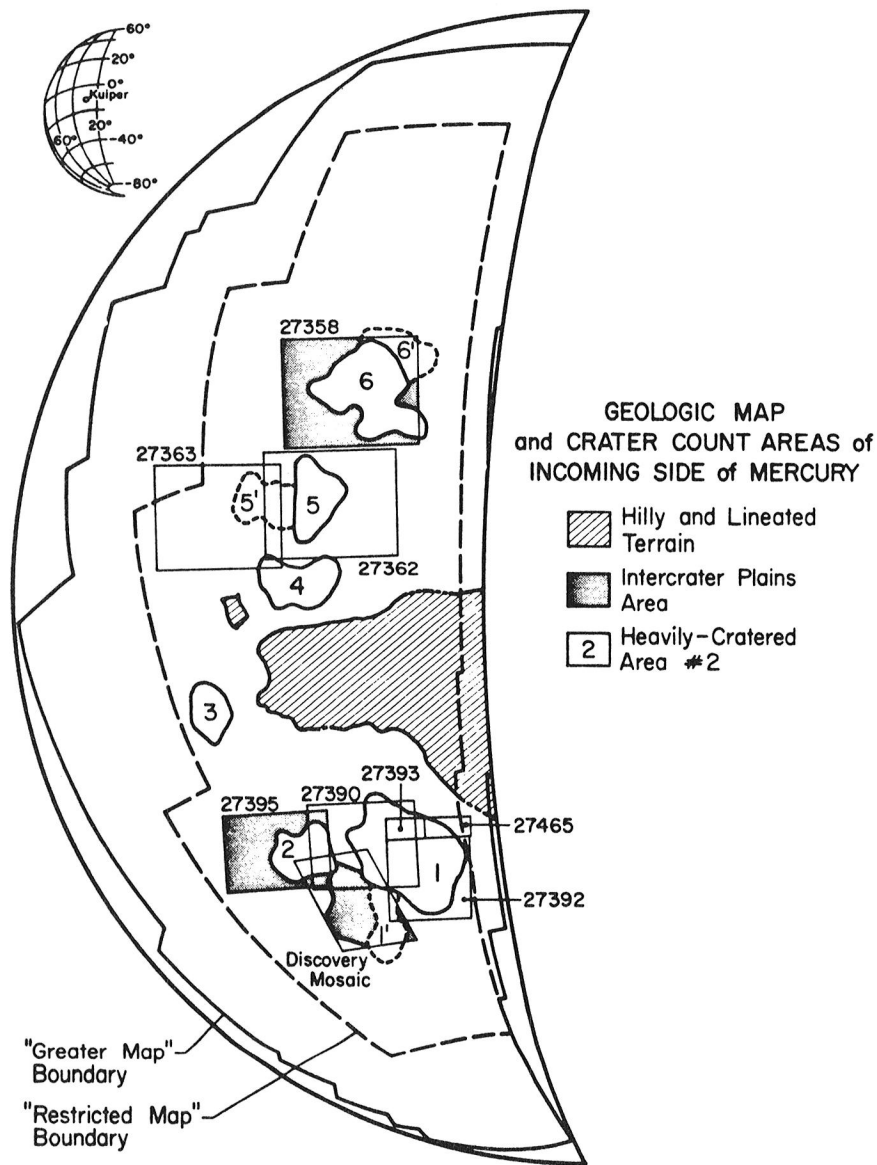 60°
20°
0°
Kuiper
20°
60°
-40°
-80°
27358
6'
6
27363
5'
5
27362
4
3
27393
27390
27395
27465
2
1
27392
1'
Discovery
Mosaic
"Greater Map"
Boundary
"Restricted Map"
Boundary
GEOLOGIC MAP
and CRATER COUNT AREAS of
INCOMING SIDE of MERCURY
Hilly and Lineated
Terrain
Intercrater Plains
Area
2 Heavily-Cratered
Area #2